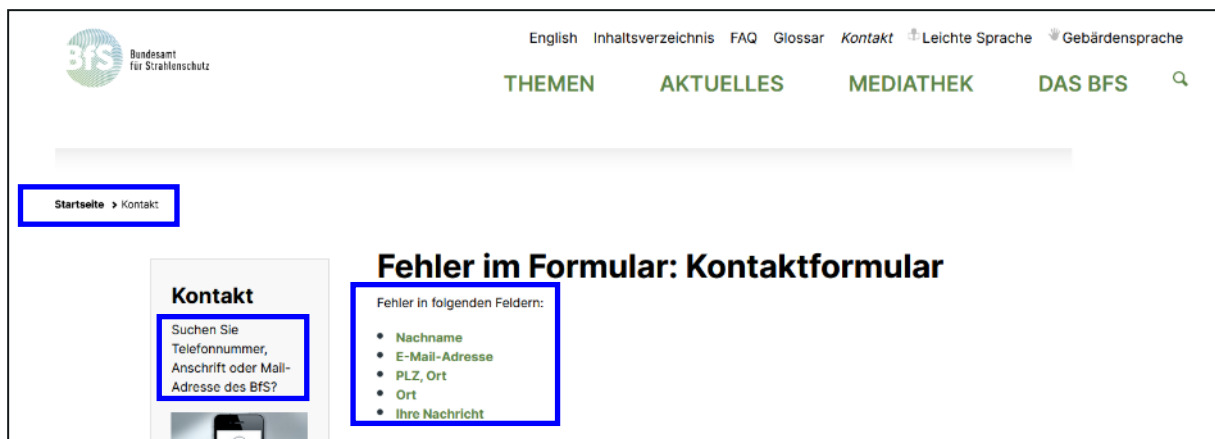 BfS
Bundesamt
für Strahlenschutz
English Inhaltsverzeichnis FAQ Glossar Kontakt Leichte Sprache Gebärdensprache
THEMEN AKTUELLES MEDIATHEK DAS BFS
Startseite > Kontakt
Kontakt
Suchen Sie
Telefonnummer,
Anschrift oder Mail-
Adresse des BfS?
Fehler im Formular: Kontaktformular
Fehler in folgenden Feldern:
• Nachname
• E-Mail-Adresse
• PLZ, Ort
• Ort
• Ihre Nachricht